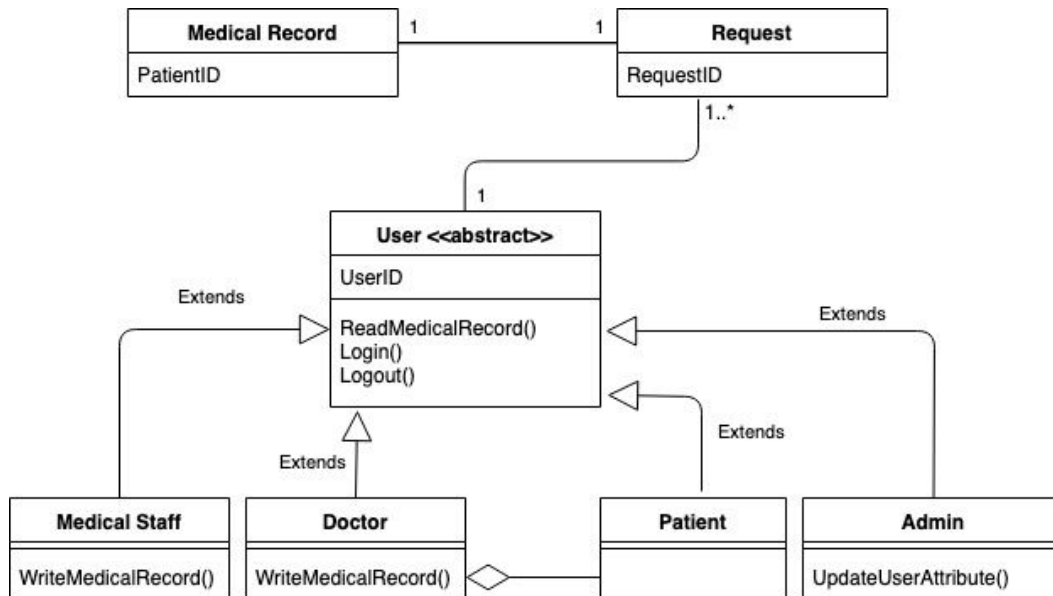 Medical Record
PatientID
1
1
Request
RequestID
1..*
1
User <<abstract>>
UserID
ReadMedicalRecord()
Login()
Logout()
Extends
Extends
Extends
Extends
Medical Staff
WriteMedicalRecord()
Doctor
WriteMedicalRecord()
Patient
Admin
UpdateUserAttribute()